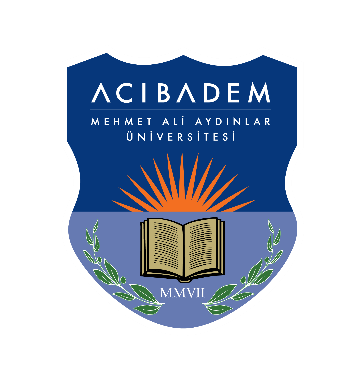 ACIBADEM
MEHMET ALİ AYDINLAR
ÜNİVERSİTESİ
MMVII